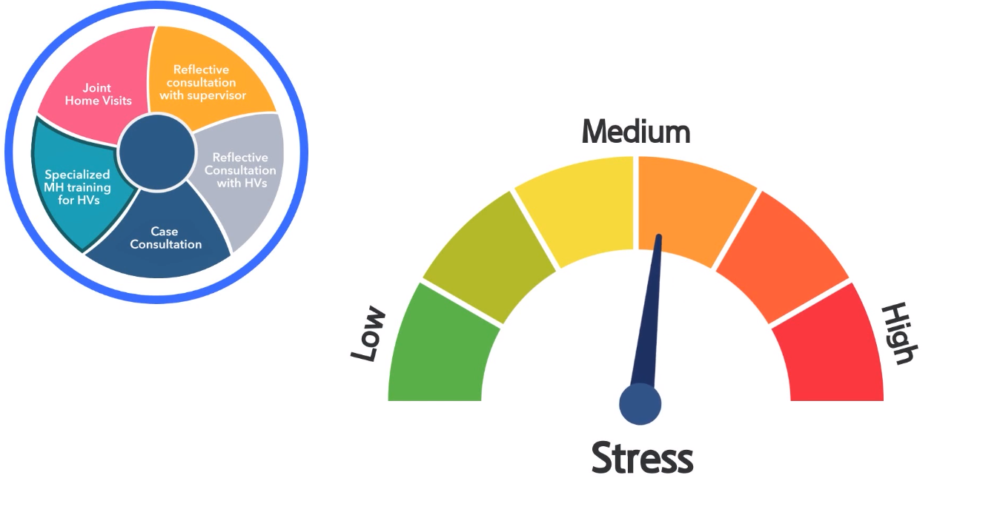 Joint
Home Visits
Reflective
consultation
with supervisor
Reflective
Consultation
with HVs
Case
Consultation
Specialized
MH training
for HVs
Low
Medium
High
Stress